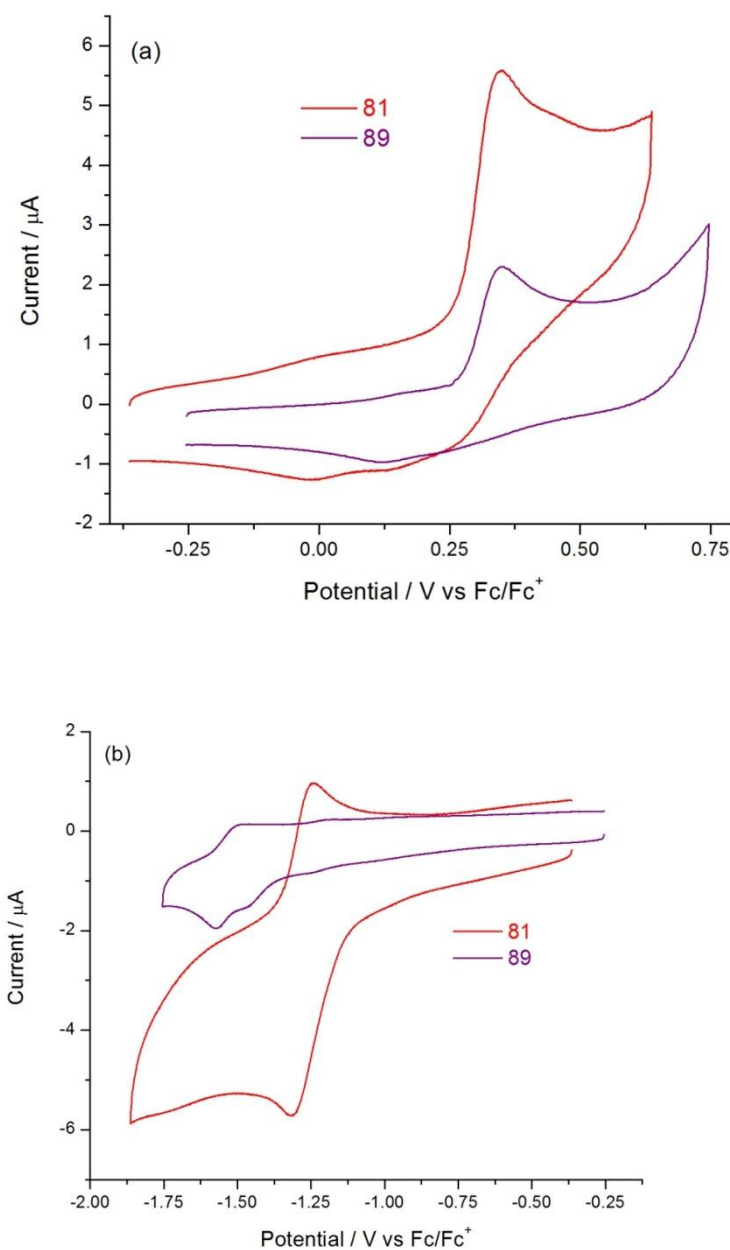 (a)
81
89
6
5
4
3
2
1
0
-1
-2
Current / μA
-0.25 0.00 0.25 0.50 0.75
Potential / V vs Fc/Fc⁺
(b)
2
0
-2
-4
-6
Current / μA
81
89
-2.00 -1.75 -1.50 -1.25 -1.00 -0.75 -0.50 -0.25
Potential / V vs Fc/Fc⁺